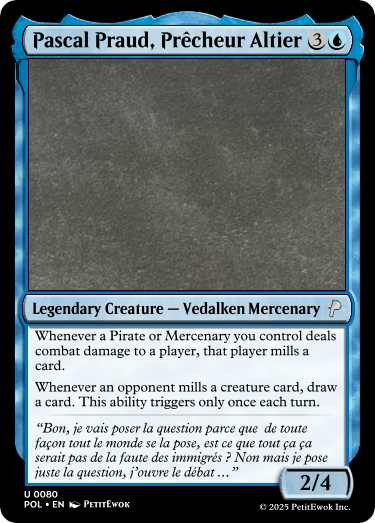 Pascal Praud, Prêcheur Altier 3
Legendary Creature — Vedalken Mercenary
Whenever a Pirate or Mercenary you control deals
combat damage to a player, that player mills a
card.
Whenever an opponent mills a creature card, draw
a card. This ability triggers only once each turn.
“Bon, je vais poser la question parce que de toute
façon tout le monde se la pose, est ce que tout ça ça
serait pas de la faute des immigrés ? Non mais je pose
juste la question, j'ouvre le débat …”
2/4
U 0080
POL • EN PetitEwok
© 2025 PetitEwok Inc.